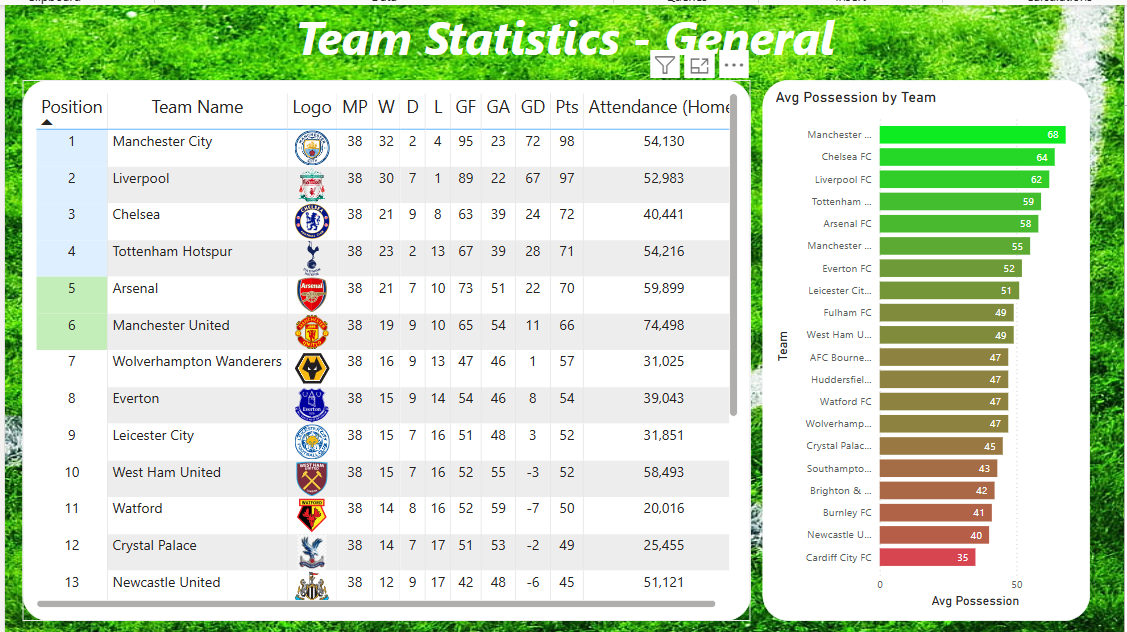 Team Statistics - General
Position Team Name Logo MP W D L GF GA GD Pts Attendance (Home
1 Manchester City 38 32 2 4 95 23 72 98 54,130
2 Liverpool 38 30 7 1 89 22 67 97 52,983
3 Chelsea 38 21 9 8 63 39 24 72 40,441
4 Tottenham Hotspur 38 23 2 13 67 39 28 71 54,216
5 Arsenal 38 21 7 10 73 51 22 70 59,899
6 Manchester United 38 19 9 10 65 54 11 66 74,498
7 Wolverhampton Wanderers 38 16 9 13 47 46 1 57 31,025
8 Everton 38 15 9 14 54 46 8 54 39,043
9 Leicester City 38 15 7 16 51 48 3 52 31,851
10 West Ham United 38 15 7 16 52 55 -3 52 58,493
11 Watford 38 14 8 16 52 59 -7 50 20,016
12 Crystal Palace 38 14 7 17 51 53 -2 49 25,455
13 Newcastle United 38 12 9 17 42 48 -6 45 51,121
Avg Possession by Team
Team
Manchester ... 68
Chelsea FC 64
Liverpool FC 62
Tottenham ... 59
Arsenal FC 58
Manchester ... 55
Everton FC 52
Leicester Cit... 51
Fulham FC 49
West Ham U... 49
AFC Bourne... 47
Huddersfiel... 47
Watford FC 47
Wolverhamp... 47
Crystal Palac... 45
Southampto... 43
Brighton & ... 42
Burnley FC 41
Newcastle U... 40
Cardiff City FC 35
0 50
Avg Possession